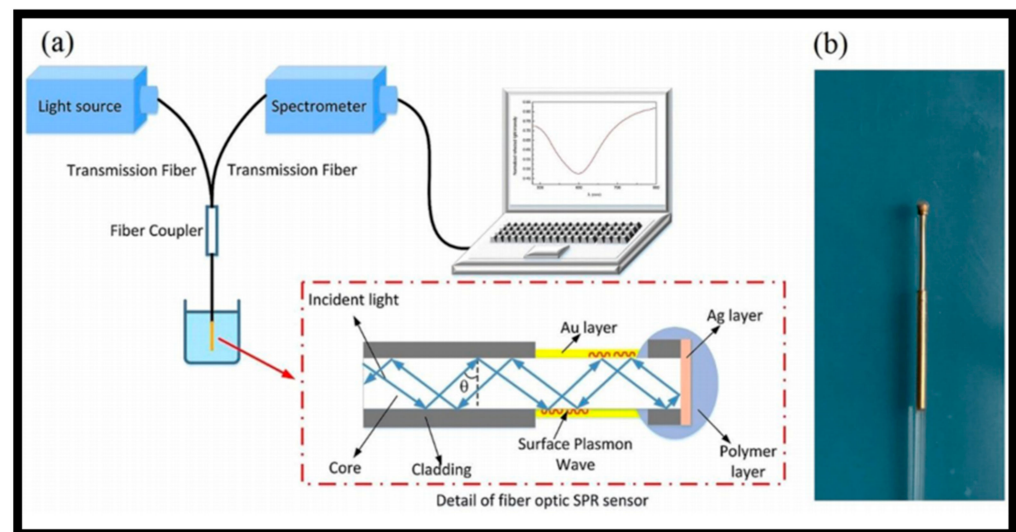 (a)
(b)
Light source
Spectrometer
Transmission Fiber
Transmission Fiber
Fiber Coupler
Incident light
Au layer
Ag layer
θ
Core
Cladding
Surface Plasmon
Wave
Polymer
layer
Detail of fiber optic SPR sensor